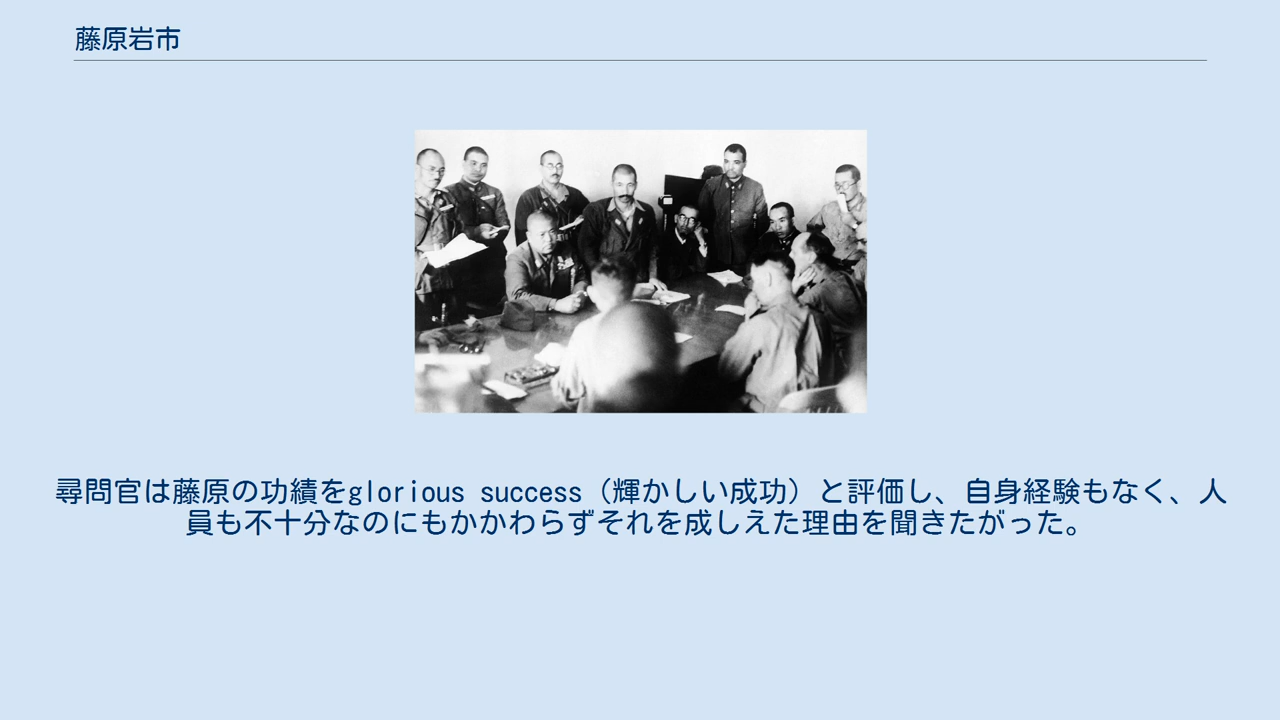 藤原岩市
尋問官は藤原の功績をglorious success（輝かしい成功）と評価し、自身経験もなく、人
員も不十分なのにもかかわらずそれを成しえた理由を聞きたがった。